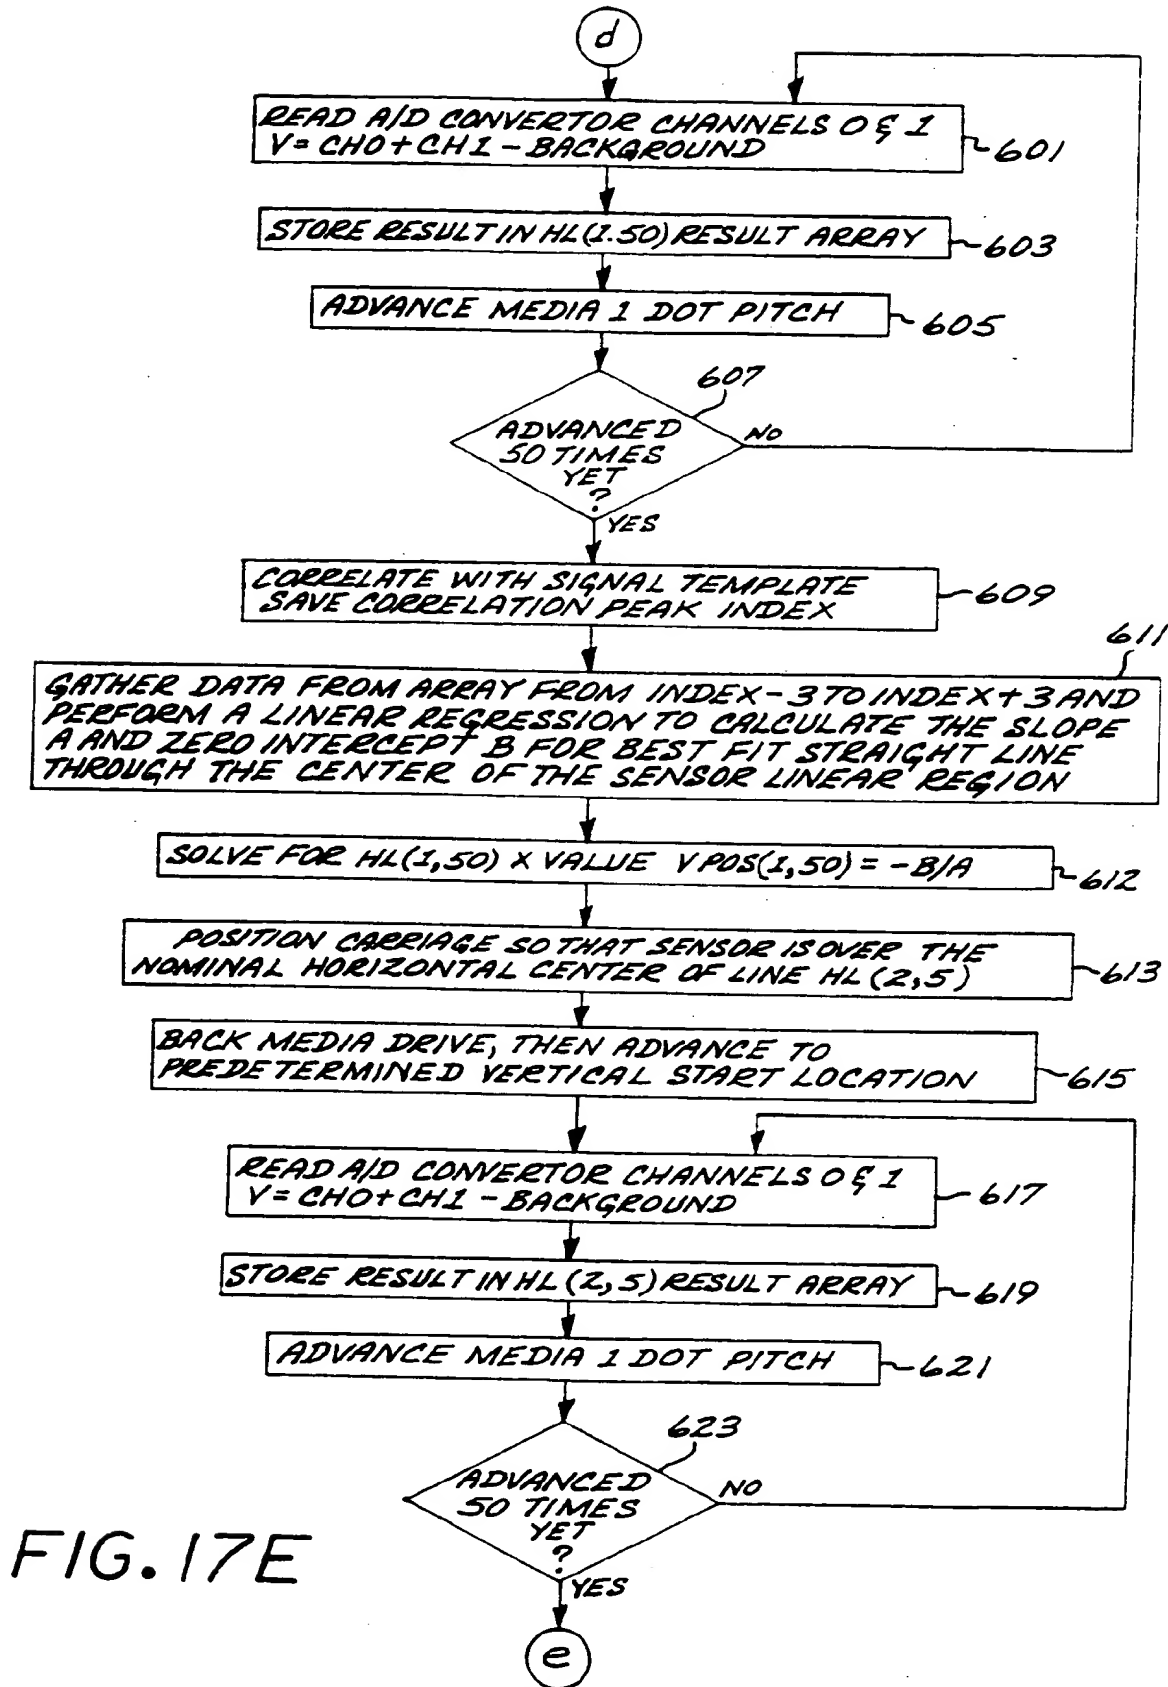 d
READ A/D CONVERTOR CHANNELS 0 & 1
V = CH0 + CH1 - BACKGROUND
601
STORE RESULT IN HL(1.50) RESULT ARRAY
603
ADVANCE MEDIA 1 DOT PITCH
605
607
ADVANCED
50 TIMES
YET
?
NO
YES
CORRELATE WITH SIGNAL TEMPLATE
SAVE CORRELATION PEAK INDEX
609
611
GATHER DATA FROM ARRAY FROM INDEX-3 TO INDEX+3 AND
PERFORM A LINEAR REGRESSION TO CALCULATE THE SLOPE
A AND ZERO INTERCEPT B FOR BEST FIT STRAIGHT LINE
THROUGH THE CENTER OF THE SENSOR LINEAR REGION
SOLVE FOR HL(1,50) X VALUE VPOS(1,50) = -B/A
612
POSITION CARRIAGE SO THAT SENSOR IS OVER THE
NOMINAL HORIZONTAL CENTER OF LINE HL(2,5)
613
BACK MEDIA DRIVE, THEN ADVANCE TO
PREDETERMINED VERTICAL START LOCATION
615
READ A/D CONVERTOR CHANNELS 0 & 1
V = CH0 + CH1 - BACKGROUND
617
STORE RESULT IN HL(2,5) RESULT ARRAY
619
ADVANCE MEDIA 1 DOT PITCH
621
623
ADVANCED
50 TIMES
YET
?
NO
YES
e
FIG. 17E